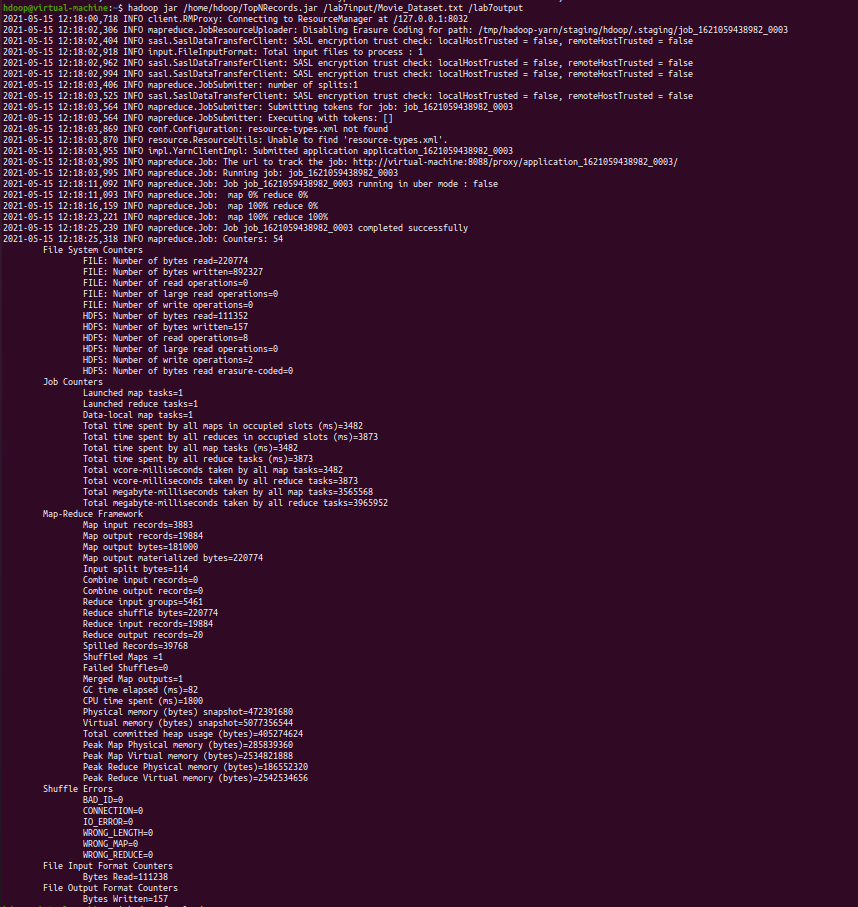 hdoop@virtual-machine:~$ hadoop jar /home/hdoop/TopNRecords.jar /lab7input/Movie_Dataset.txt /lab7output
2021-05-15 12:18:00,718 INFO client.RMProxy: Connecting to ResourceManager at /127.0.0.1:8032
2021-05-15 12:18:02,306 INFO mapreduce.JobResourceUploader: Disabling Erasure Coding for path: /tmp/hadoop-yarn/staging/hdoop/.staging/job_1621059438982_0003
2021-05-15 12:18:02,404 INFO sasl.SaslDataTransferClient: SASL encryption trust check: localHostTrusted = false, remoteHostTrusted = false
2021-05-15 12:18:02,918 INFO input.FileInputFormat: Total input files to process : 1
2021-05-15 12:18:02,962 INFO sasl.SaslDataTransferClient: SASL encryption trust check: localHostTrusted = false, remoteHostTrusted = false
2021-05-15 12:18:02,994 INFO sasl.SaslDataTransferClient: SASL encryption trust check: localHostTrusted = false, remoteHostTrusted = false
2021-05-15 12:18:03,406 INFO mapreduce.JobSubmitter: number of splits:1
2021-05-15 12:18:03,525 INFO sasl.SaslDataTransferClient: SASL encryption trust check: localHostTrusted = false, remoteHostTrusted = false
2021-05-15 12:18:03,564 INFO mapreduce.JobSubmitter: Submitting tokens for job: job_1621059438982_0003
2021-05-15 12:18:03,564 INFO mapreduce.JobSubmitter: Executing with tokens: []
2021-05-15 12:18:03,869 INFO conf.Configuration: resource-types.xml not found
2021-05-15 12:18:03,870 INFO resource.ResourceUtils: Unable to find 'resource-types.xml'.
2021-05-15 12:18:03,955 INFO impl.YarnClientImpl: Submitted application application_1621059438982_0003
2021-05-15 12:18:03,995 INFO mapreduce.Job: The url to track the job: http://virtual-machine:8088/proxy/application_1621059438982_0003/
2021-05-15 12:18:03,995 INFO mapreduce.Job: Running job: job_1621059438982_0003
2021-05-15 12:18:11,092 INFO mapreduce.Job: Job job_1621059438982_0003 running in uber mode : false
2021-05-15 12:18:11,093 INFO mapreduce.Job:  map 0% reduce 0%
2021-05-15 12:18:16,159 INFO mapreduce.Job:  map 100% reduce 0%
2021-05-15 12:18:23,221 INFO mapreduce.Job:  map 100% reduce 100%
2021-05-15 12:18:25,239 INFO mapreduce.Job: Job job_1621059438982_0003 completed successfully
2021-05-15 12:18:25,318 INFO mapreduce.Job: Counters: 54
File System Counters
FILE: Number of bytes read=220774
FILE: Number of bytes written=892327
FILE: Number of read operations=0
FILE: Number of large read operations=0
FILE: Number of write operations=0
HDFS: Number of bytes read=111352
HDFS: Number of bytes written=157
HDFS: Number of read operations=8
HDFS: Number of large read operations=0
HDFS: Number of write operations=2
HDFS: Number of bytes read erasure-coded=0
Job Counters
Launched map tasks=1
Launched reduce tasks=1
Data-local map tasks=1
Total time spent by all maps in occupied slots (ms)=3482
Total time spent by all reduces in occupied slots (ms)=3873
Total time spent by all map tasks (ms)=3482
Total time spent by all reduce tasks (ms)=3873
Total vcore-milliseconds taken by all map tasks=3482
Total vcore-milliseconds taken by all reduce tasks=3873
Total megabyte-milliseconds taken by all map tasks=3565568
Total megabyte-milliseconds taken by all reduce tasks=3965952
Map-Reduce Framework
Map input records=3883
Map output records=19884
Map output bytes=181000
Map output materialized bytes=220774
Input split bytes=114
Combine input records=0
Combine output records=0
Reduce input groups=5461
Reduce shuffle bytes=220774
Reduce input records=19884
Reduce output records=20
Spilled Records=39768
Shuffled Maps =1
Failed Shuffles=0
Merged Map outputs=1
GC time elapsed (ms)=82
CPU time spent (ms)=1800
Physical memory (bytes) snapshot=472391680
Virtual memory (bytes) snapshot=5077356544
Total committed heap usage (bytes)=405274624
Peak Map Physical memory (bytes)=285839360
Peak Map Virtual memory (bytes)=2534821888
Peak Reduce Physical memory (bytes)=186552320
Peak Reduce Virtual memory (bytes)=2542534656
Shuffle Errors
BAD_ID=0
CONNECTION=0
IO_ERROR=0
WRONG_LENGTH=0
WRONG_MAP=0
WRONG_REDUCE=0
File Input Format Counters
Bytes Read=111238
File Output Format Counters
Bytes Written=157